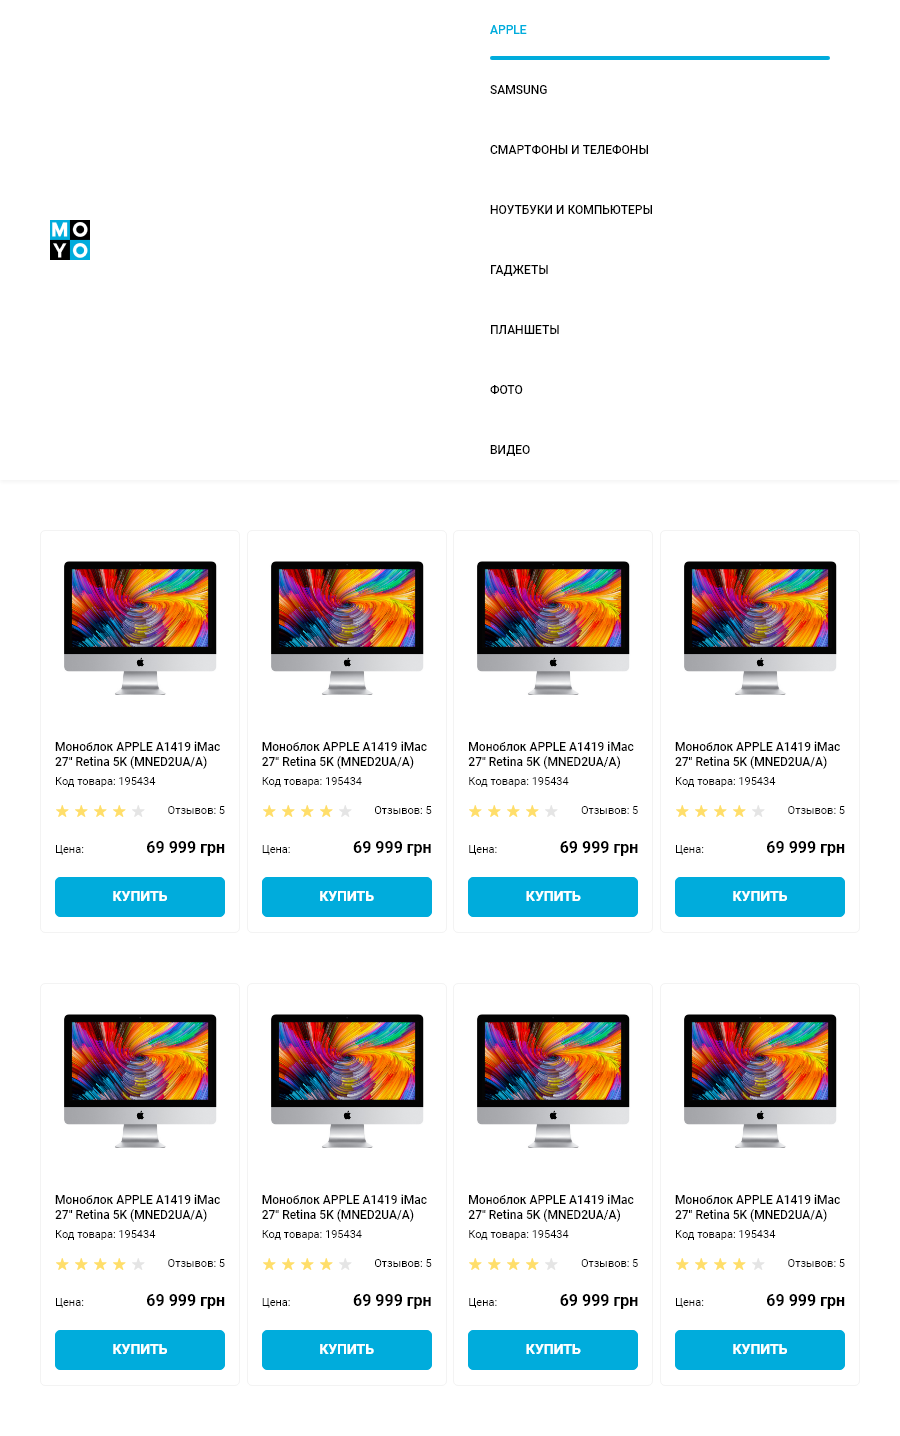 APPLE
SAMSUNG
СМАРТФОНЫ И ТЕЛЕФОНЫ
НОУТБУКИ И КОМПЬЮТЕРЫ
ГАДЖЕТЫ
ПЛАНШЕТЫ
ФОТО
ВИДЕО
MO
YO
Моноблок APPLE A1419 iMac
27" Retina 5K (MNED2UA/A)
Код товара: 195434
Отзывов: 5
Цена: 69 999 грн
КУПИТЬ
Моноблок APPLE A1419 iMac
27" Retina 5K (MNED2UA/A)
Код товара: 195434
Отзывов: 5
Цена: 69 999 грн
КУПИТЬ
Моноблок APPLE A1419 iMac
27" Retina 5K (MNED2UA/A)
Код товара: 195434
Отзывов: 5
Цена: 69 999 грн
КУПИТЬ
Моноблок APPLE A1419 iMac
27" Retina 5K (MNED2UA/A)
Код товара: 195434
Отзывов: 5
Цена: 69 999 грн
КУПИТЬ
Моноблок APPLE A1419 iMac
27" Retina 5K (MNED2UA/A)
Код товара: 195434
Отзывов: 5
Цена: 69 999 грн
КУПИТЬ
Моноблок APPLE A1419 iMac
27" Retina 5K (MNED2UA/A)
Код товара: 195434
Отзывов: 5
Цена: 69 999 грн
КУПИТЬ
Моноблок APPLE A1419 iMac
27" Retina 5K (MNED2UA/A)
Код товара: 195434
Отзывов: 5
Цена: 69 999 грн
КУПИТЬ
Моноблок APPLE A1419 iMac
27" Retina 5K (MNED2UA/A)
Код товара: 195434
Отзывов: 5
Цена: 69 999 грн
КУПИТЬ